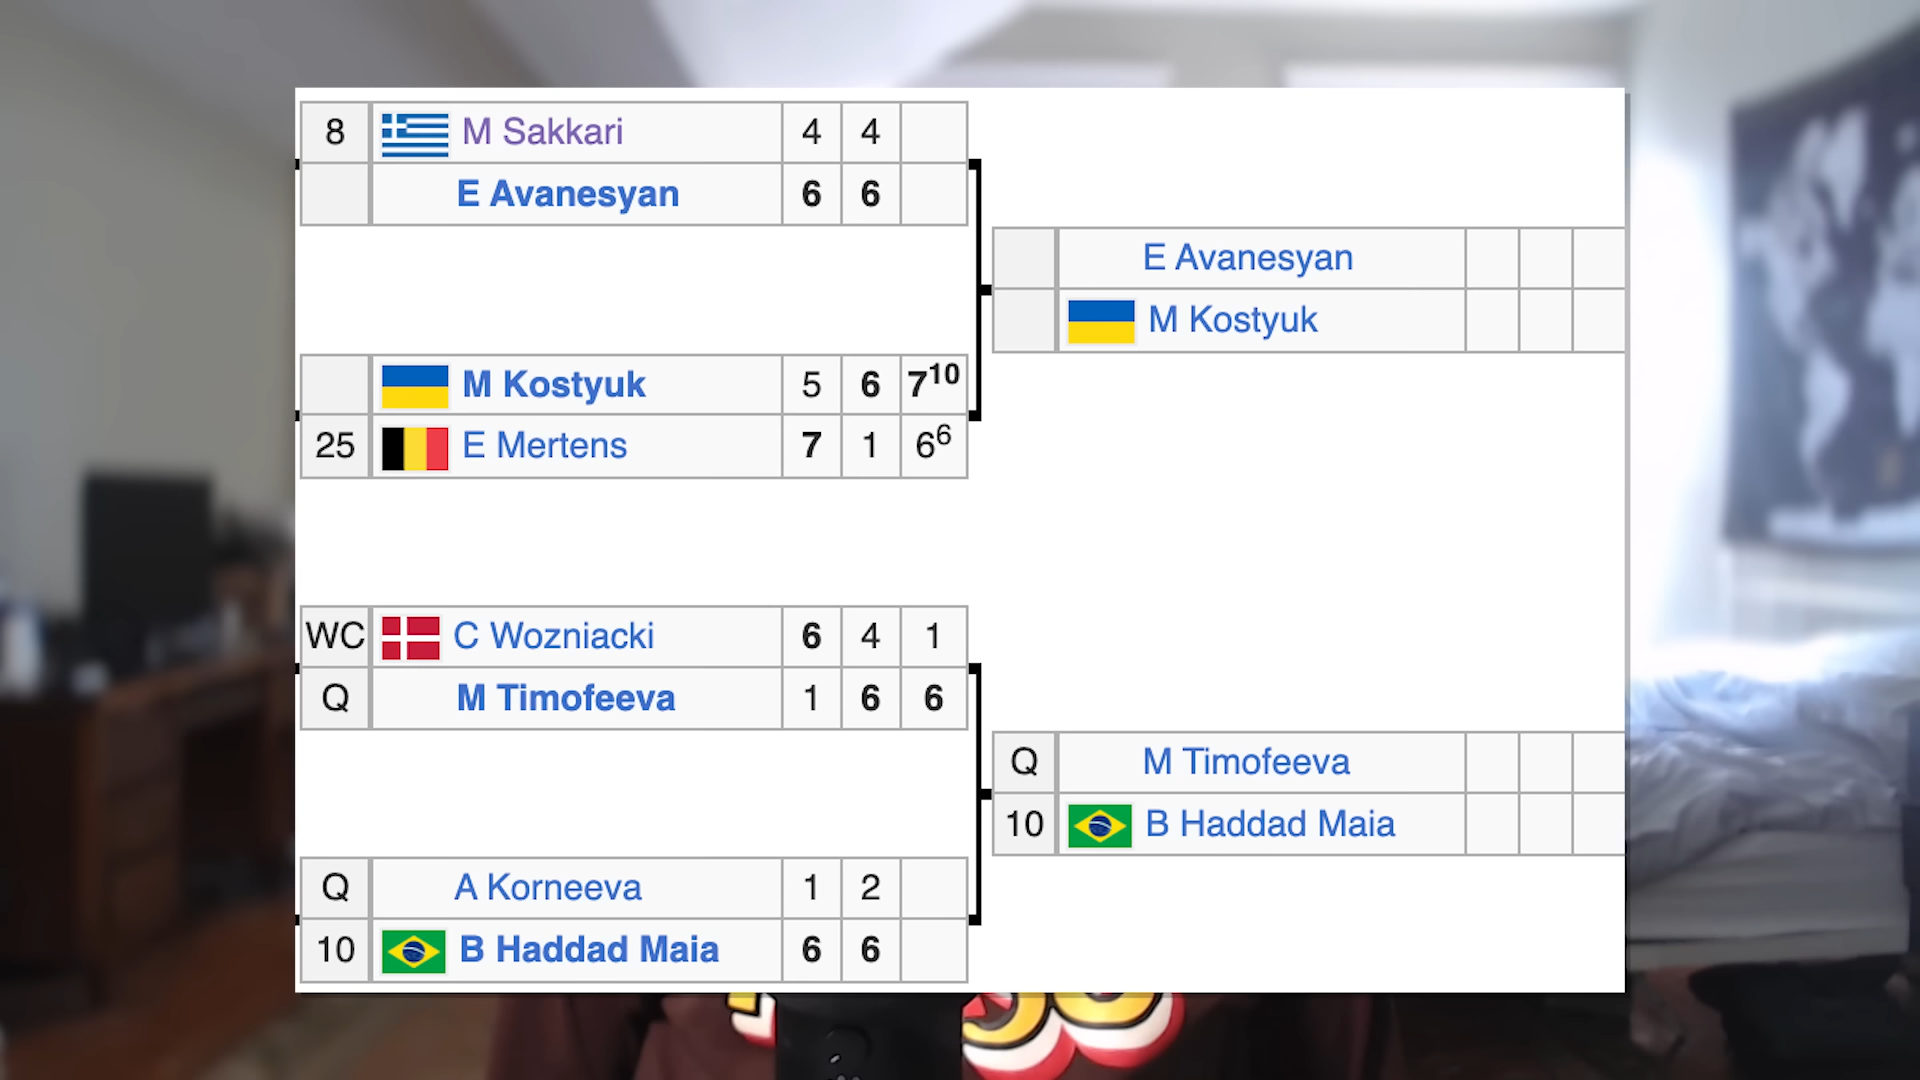 8 M Sakkari 4 4
E Avanesyan 6 6
E Avanesyan
M Kostyuk
M Kostyuk 5 6 7¹⁰
25 E Mertens 7 1 6⁶
WC C Wozniacki 6 4 1
Q M Timofeeva 1 6 6
Q M Timofeeva
10 B Haddad Maia
Q A Korneeva 1 2
10 B Haddad Maia 6 6